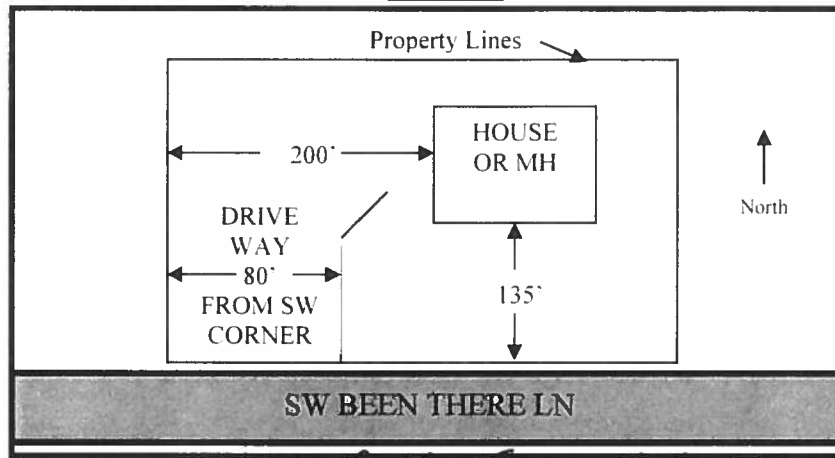 Property Lines
HOUSE
OR MH
200'
North
DRIVE
WAY
80'
FROM SW
CORNER
135'
SW BEEN THERE LN